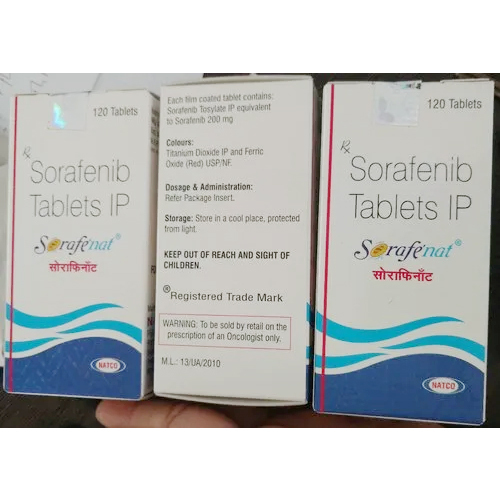 120 Tablets
Rx
Sorafenib
Tablets IP
Sorafenat®
सोराफिनॉट
NATCO
Each film coated tablet contains:
Sorafenib Tosylate IP equivalent
to Sorafenib 200 mg
Colours:
Titanium Dioxide IP and Ferric
Oxide (Red) USP/NF.
Dosage & Administration:
Refer Package Insert.
Storage: Store in a cool place, protected
from light.
KEEP OUT OF REACH AND SIGHT OF
CHILDREN.
®Registered Trade Mark
WARNING: To be sold by retail on the
prescription of an Oncologist only.
M.L.: 13/UA/2010
120 Tablets
Rx
Sorafenib
Tablets IP
Sorafenat®
सोराफिनॉट
NATCO